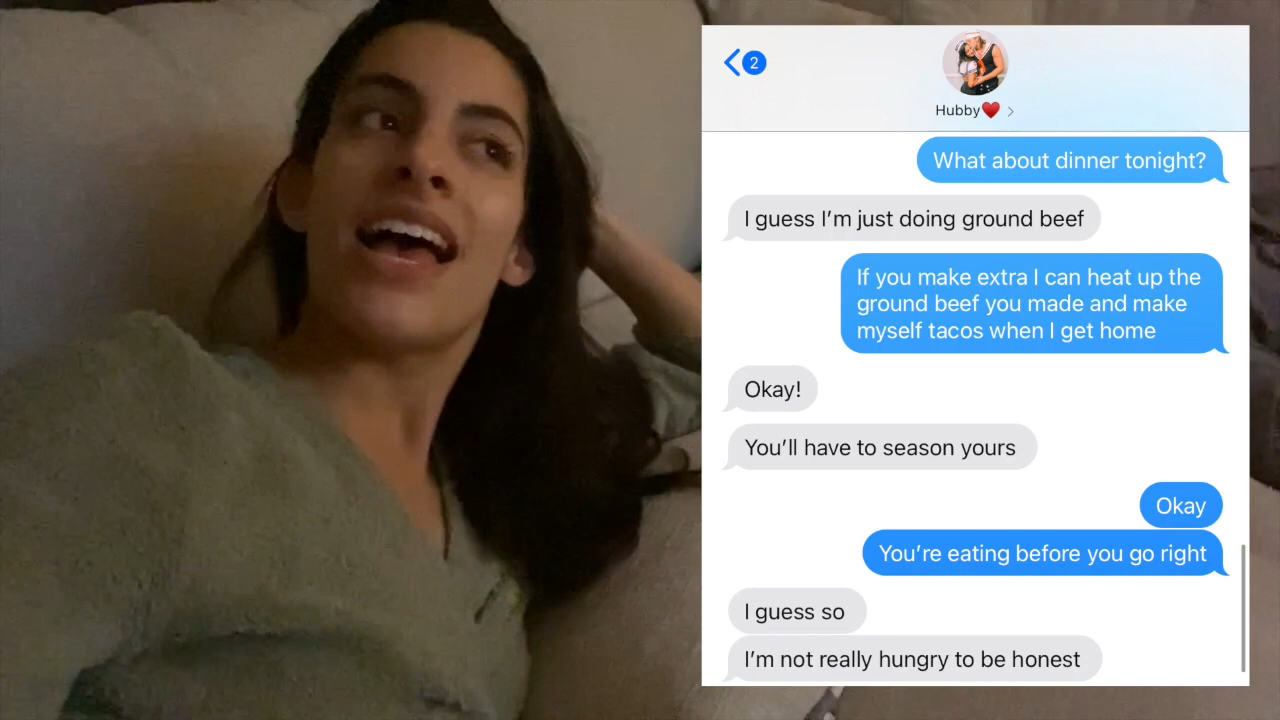 2
Hubby❤️ >
What about dinner tonight?
I guess I’m just doing ground beef
If you make extra I can heat up the
ground beef you made and make
myself tacos when I get home
Okay!
You’ll have to season yours
Okay
You’re eating before you go right
I guess so
I’m not really hungry to be honest